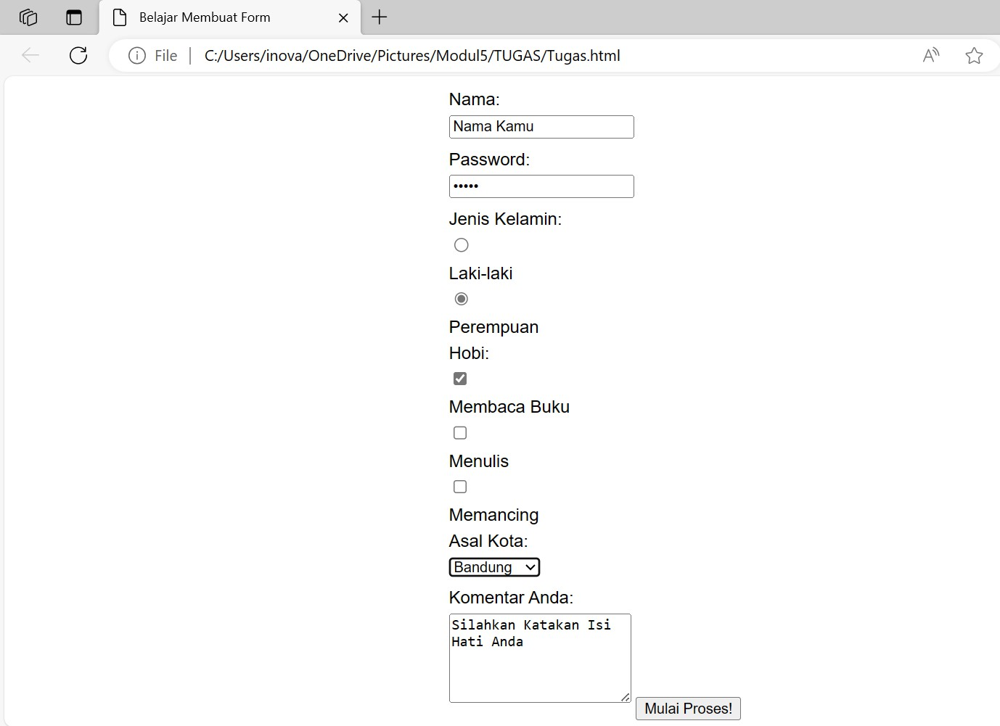 Belajar Membuat Form
File
C:/Users/inova/OneDrive/Pictures/Modul5/TUGAS/Tugas.html
Nama:
Nama Kamu
Password:
•••••
Jenis Kelamin:
Laki-laki
Perempuan
Hobi:
Membaca Buku
Menulis
Memancing
Asal Kota:
Bandung
Komentar Anda:
Silahkan Katakan Isi
Hati Anda
Mulai Proses!